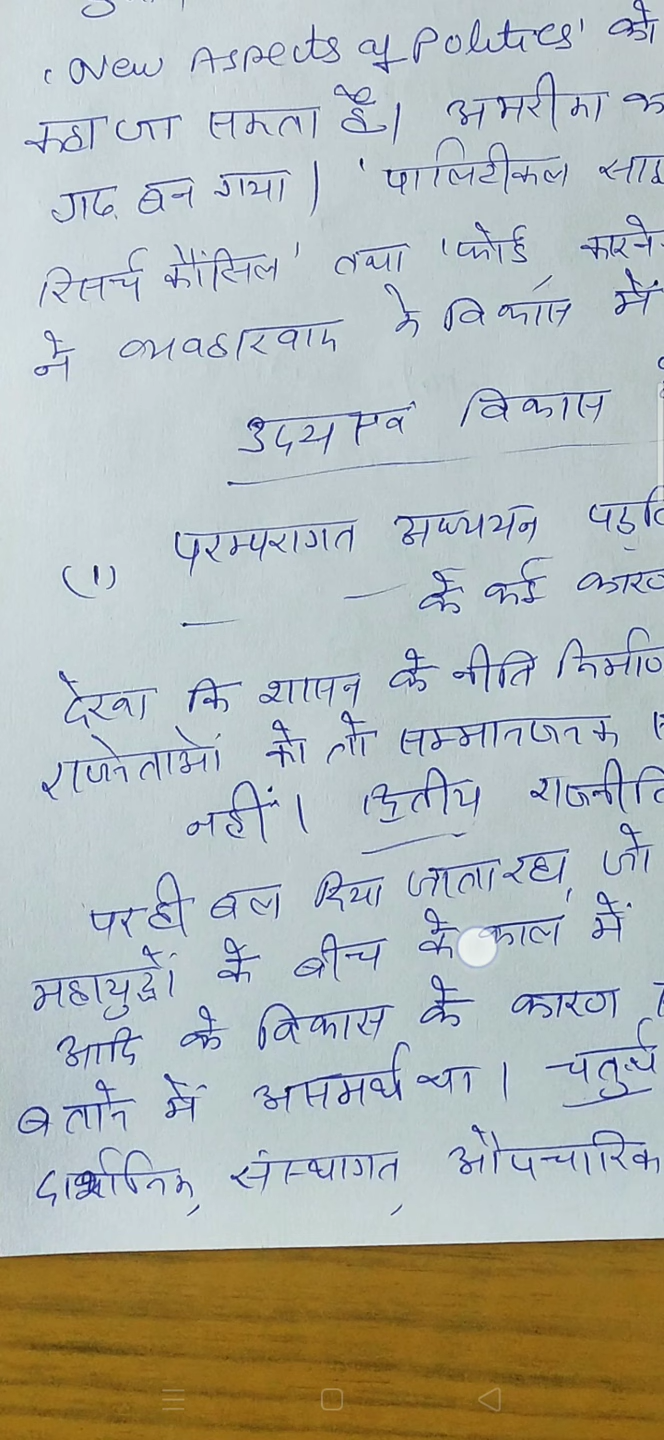 'New Aspects of Politics' को
कहा जा सकता है। अमरीका
गढ़ बन गया। 'पालिटीकल
रिसर्च कौंसिल' तथा 'फोर्ड
ने व्यवहारवाद के विकास में
उदय एवं विकास
(1) परम्परागत अध्ययन
के कई
देखा कि शासन के नीति
राजनेताओं को तो सम्मानजनक
नहीं। द्वितीय
पर ही बल दिया जाता रहा, जो
महायुद्धों के बीच के काल में
आदि के विकास के कारण
बताने में असमर्थ था। चतुर्थ
दार्शनिक, संस्थागत, औपचारिक